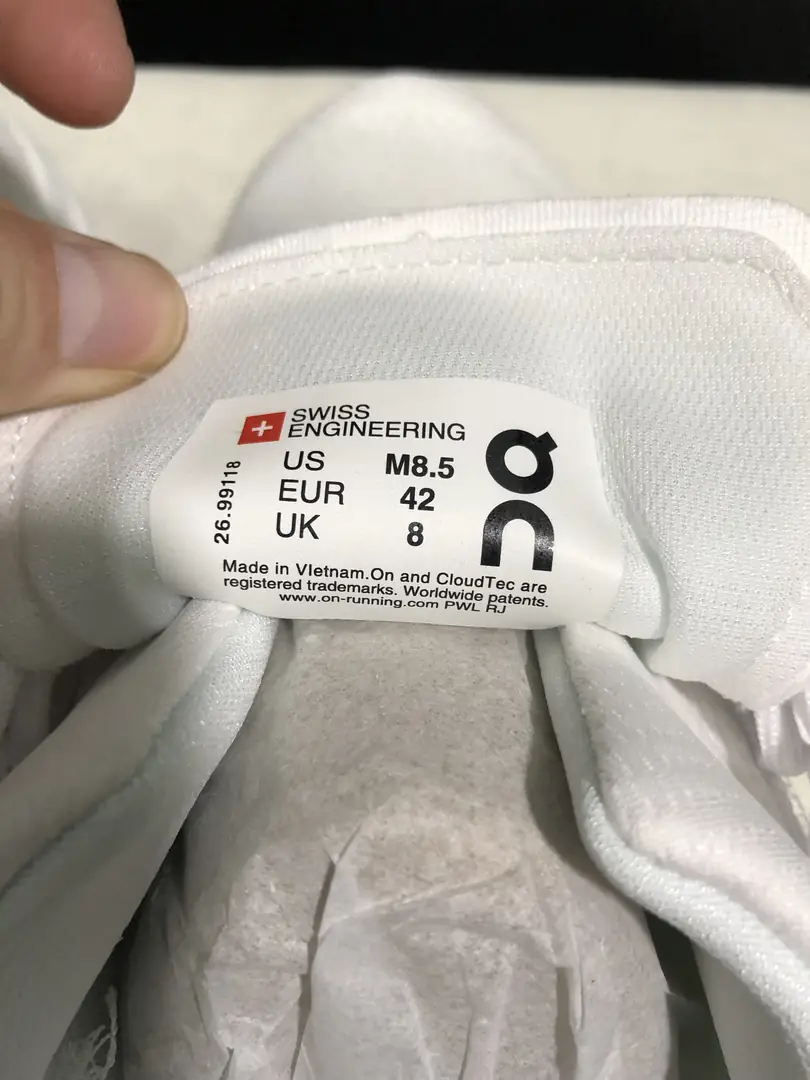 SWISS
ENGINEERING
US M8.5
EUR 42
UK 8
26.99118
On
Made in VIetnam.On and CloudTec are
registered trademarks. Worldwide patents.
www.on-running.com PWL RJ